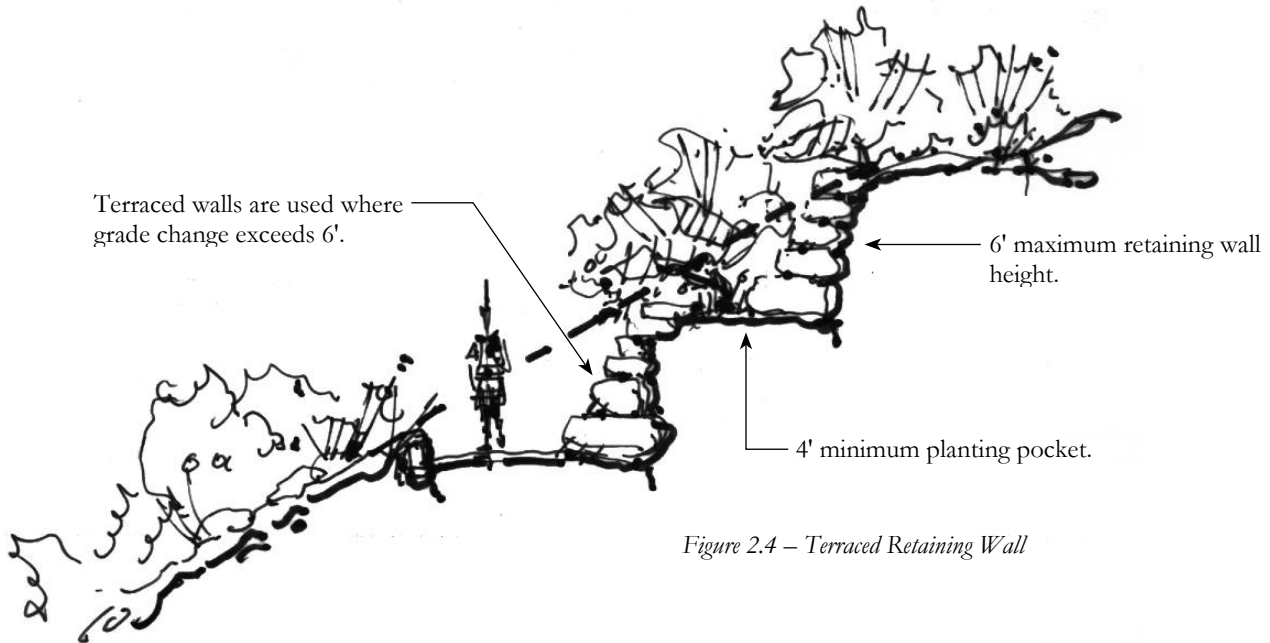 Terraced walls are used where
grade change exceeds 6'.
6' maximum retaining wall
height.
4' minimum planting pocket.
Figure 2.4 – Terraced Retaining Wall